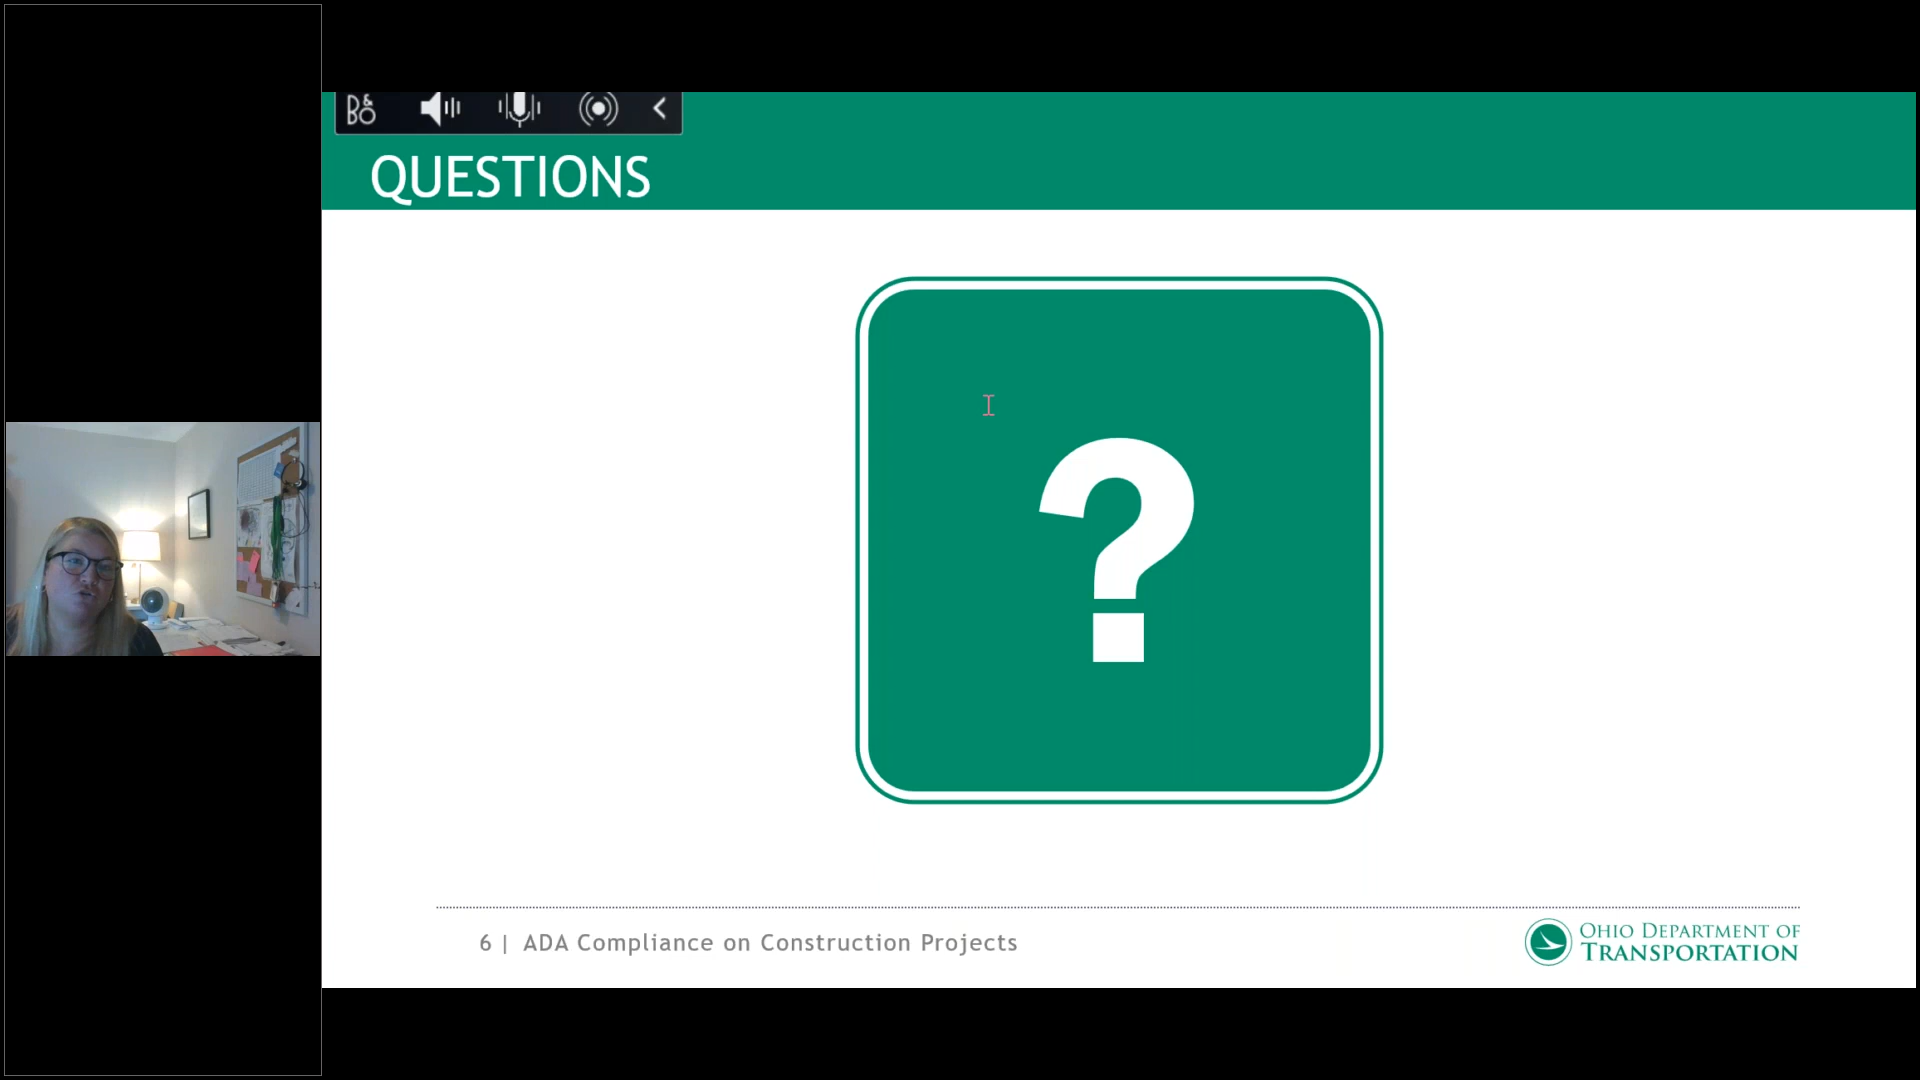 B&O
QUESTIONS
?
6 | ADA Compliance on Construction Projects
OHIO DEPARTMENT OF
TRANSPORTATION